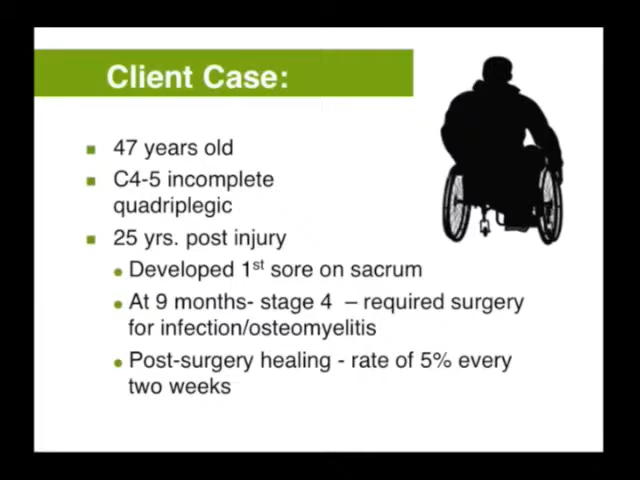 Client Case:
47 years old
C4-5 incomplete
quadriplegic
25 yrs. post injury
Developed 1st sore on sacrum
At 9 months- stage 4 – required surgery
for infection/osteomyelitis
Post-surgery healing - rate of 5% every
two weeks